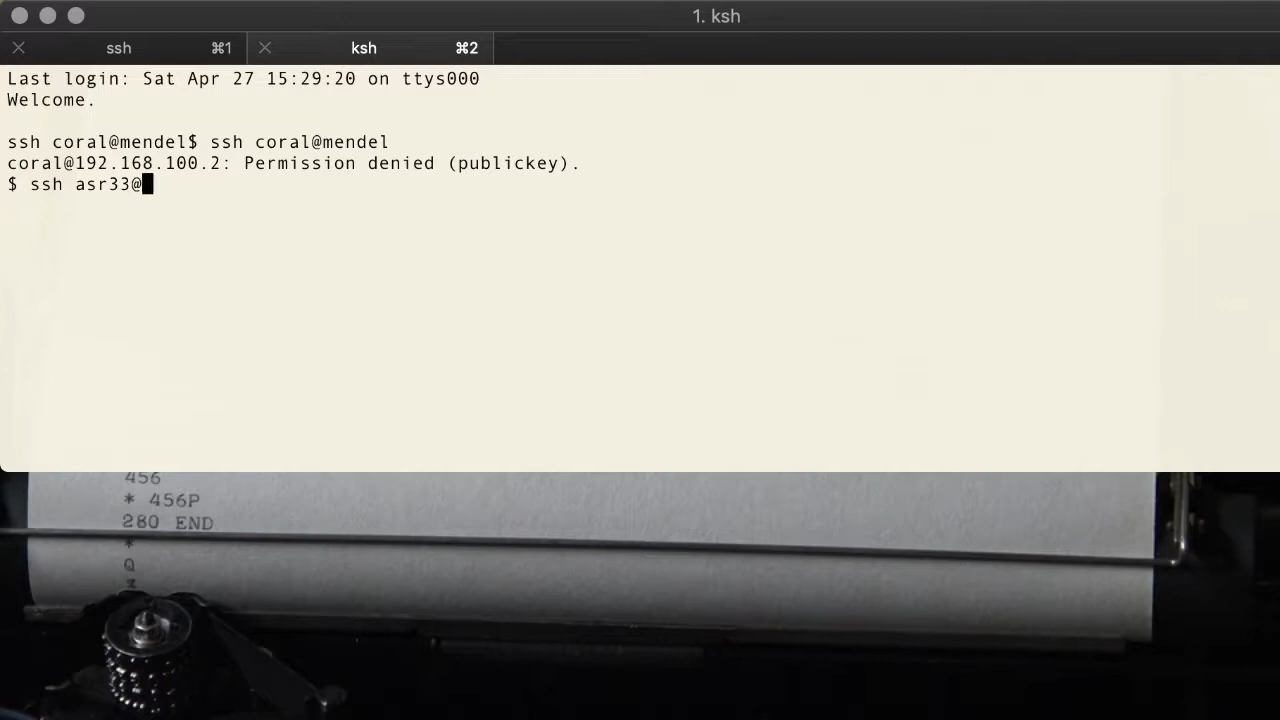 1. ksh
ssh ⌘1 ksh ⌘2
Last login: Sat Apr 27 15:29:20 on ttys000
Welcome.
ssh coral@mendel$ ssh coral@mendel
coral@192.168.100.2: Permission denied (publickey).
$ ssh asr33@
456
* 456P
280 END
*
Q